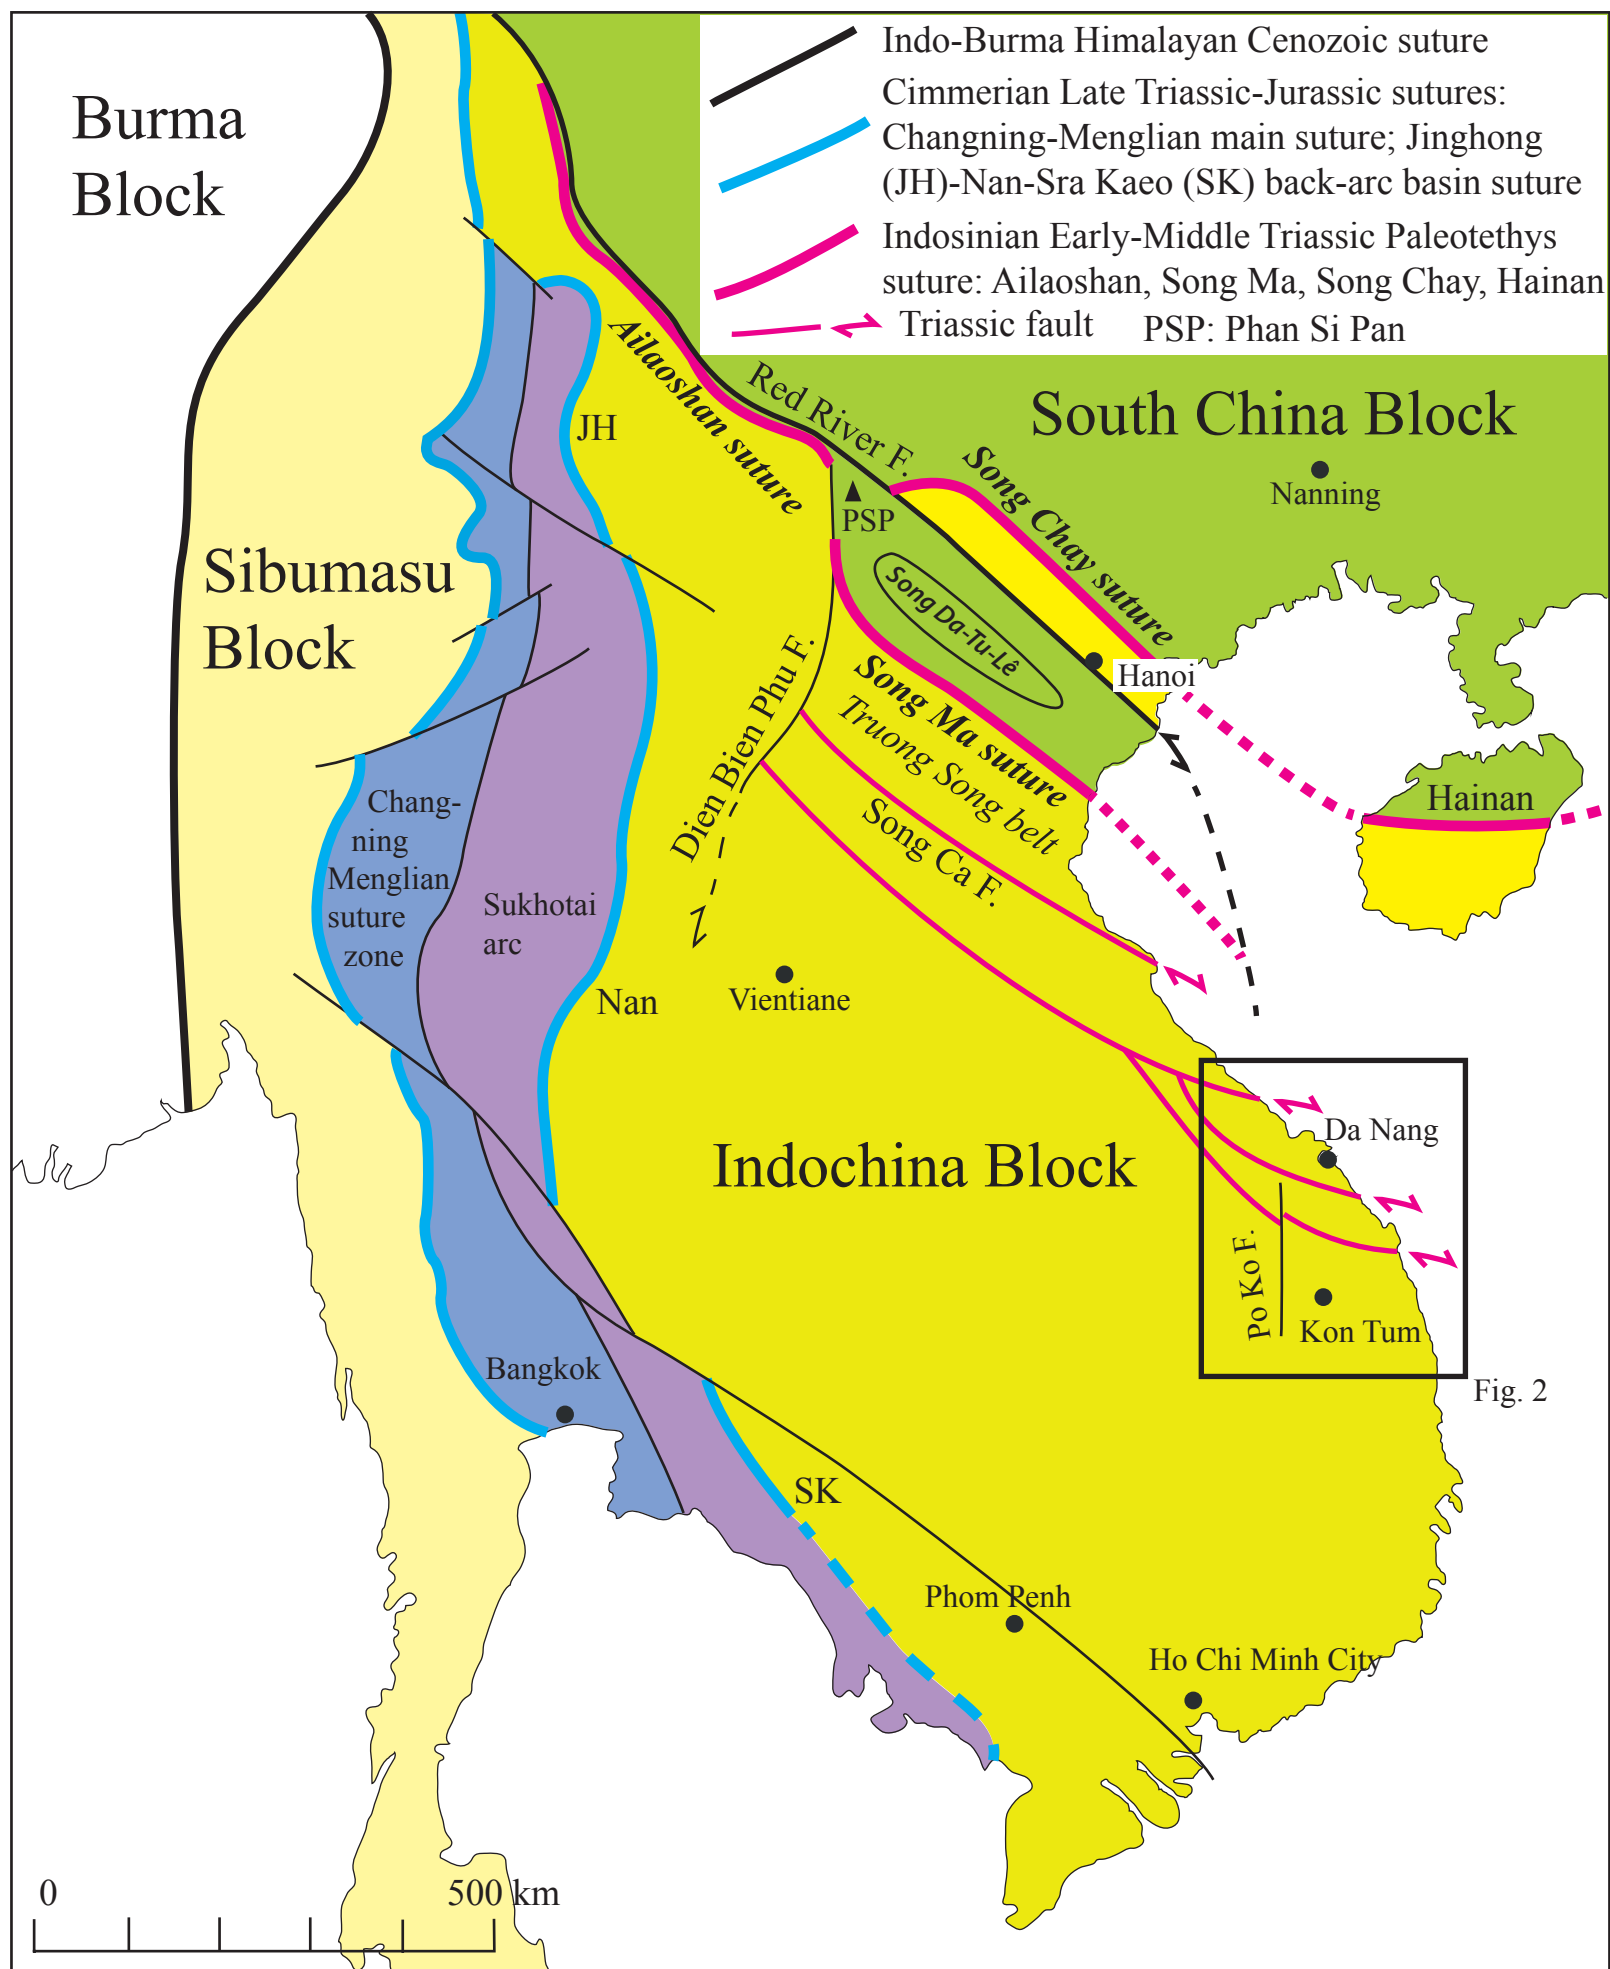 Indo-Burma Himalayan Cenozoic suture
Cimmerian Late Triassic-Jurassic sutures:
Changning-Menglian main suture; Jinghong
(JH)-Nan-Sra Kaeo (SK) back-arc basin suture
Indosinian Early-Middle Triassic Paleotethys
suture: Ailaoshan, Song Ma, Song Chay, Hainan
Triassic fault
PSP: Phan Si Pan
Burma
Block
Ailaoshan suture
Red River F.
South China Block
JH
Song Chay suture
Nanning
PSP
Sibumasu
Block
Song Da-Tu-Lê
Hanoi
Dien Bien Phu F.
Song Ma suture
Truong Song belt
Song Ca F.
Hainan
Chang-
ning
Menglian
suture
zone
Sukhotai
arc
Nan
Vientiane
Indochina Block
Da Nang
Po Ko F.
Kon Tum
Fig. 2
Bangkok
SK
Phom Penh
Ho Chi Minh City
0
500 km